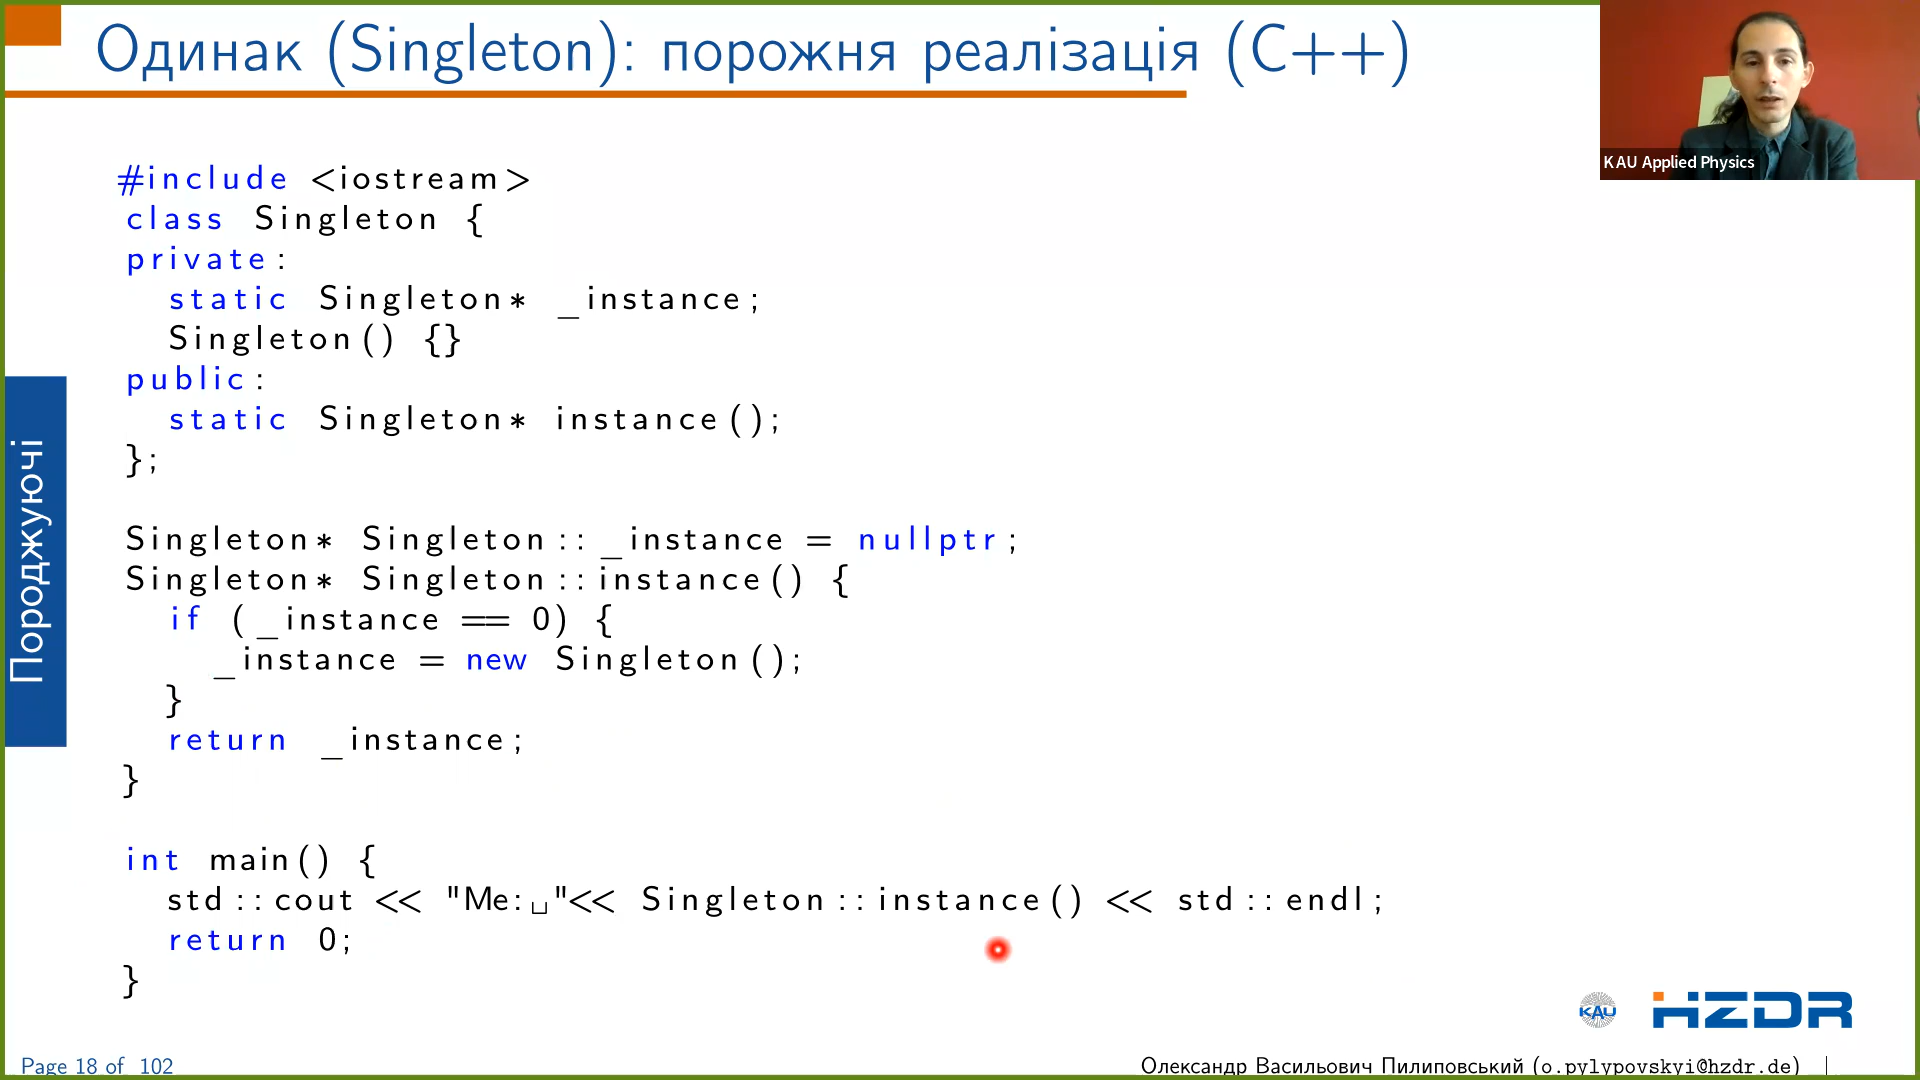 Одинак (Singleton): порожня реалізація (C++)
KAU Applied Physics
#include <iostream>
class Singleton {
private:
  static Singleton* _instance;
  Singleton() {}
public:
  static Singleton* instance();
};
Singleton* Singleton::_instance = nullptr;
Singleton* Singleton::instance() {
  if (_instance == 0) {
    _instance = new Singleton();
  }
  return _instance;
}
int main() {
  std::cout << "Me:␣"<< Singleton::instance() << std::endl;
  return 0;
}
Породжуючі
KAU
HZDR
Page 18 of 102
Олександр Васильович Пилиповський (o.pylypovskyi@hzdr.de) |